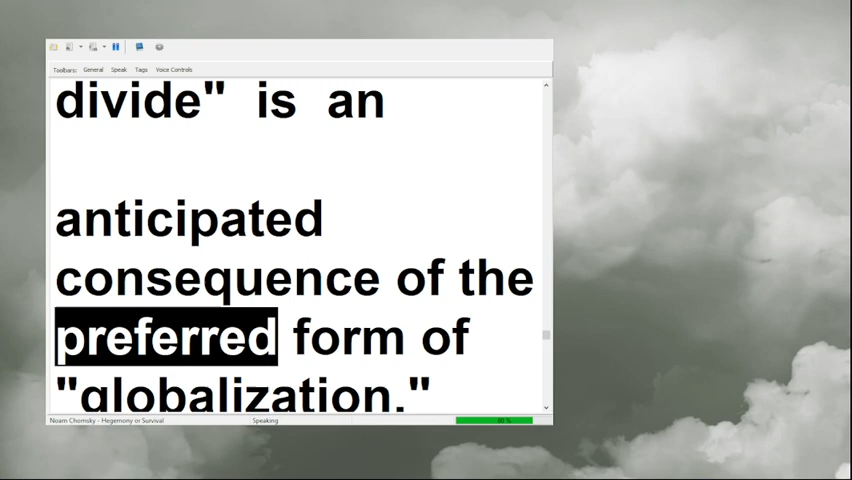 Toolbars: General Speak Tags Voice Controls
divide" is an
anticipated
consequence of the
preferred form of
"globalization."
Noam Chomsky - Hegemony or Survival Speaking 80 %